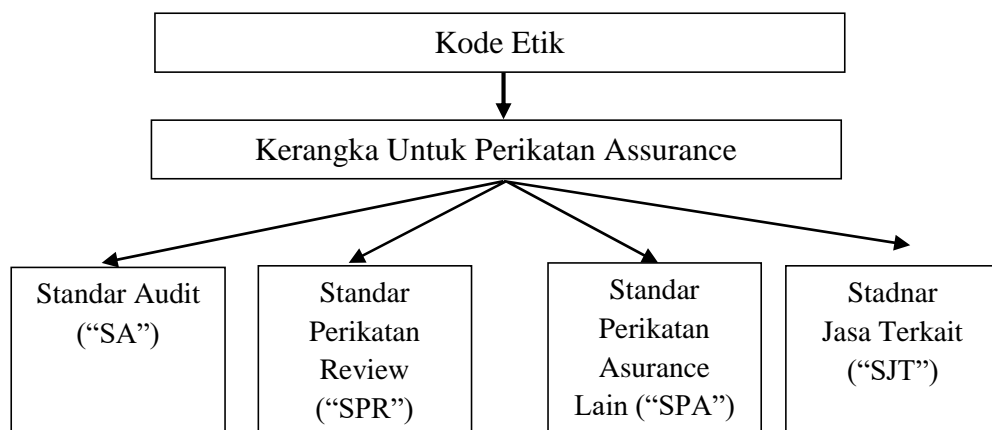 Kode Etik
Kerangka Untuk Perikatan Assurance
Standar Audit
(“SA”)
Standar
Perikatan
Review
(“SPR”)
Standar
Perikatan
Asurance
Lain (“SPA”)
Stadnar
Jasa Terkait
(“SJT”)